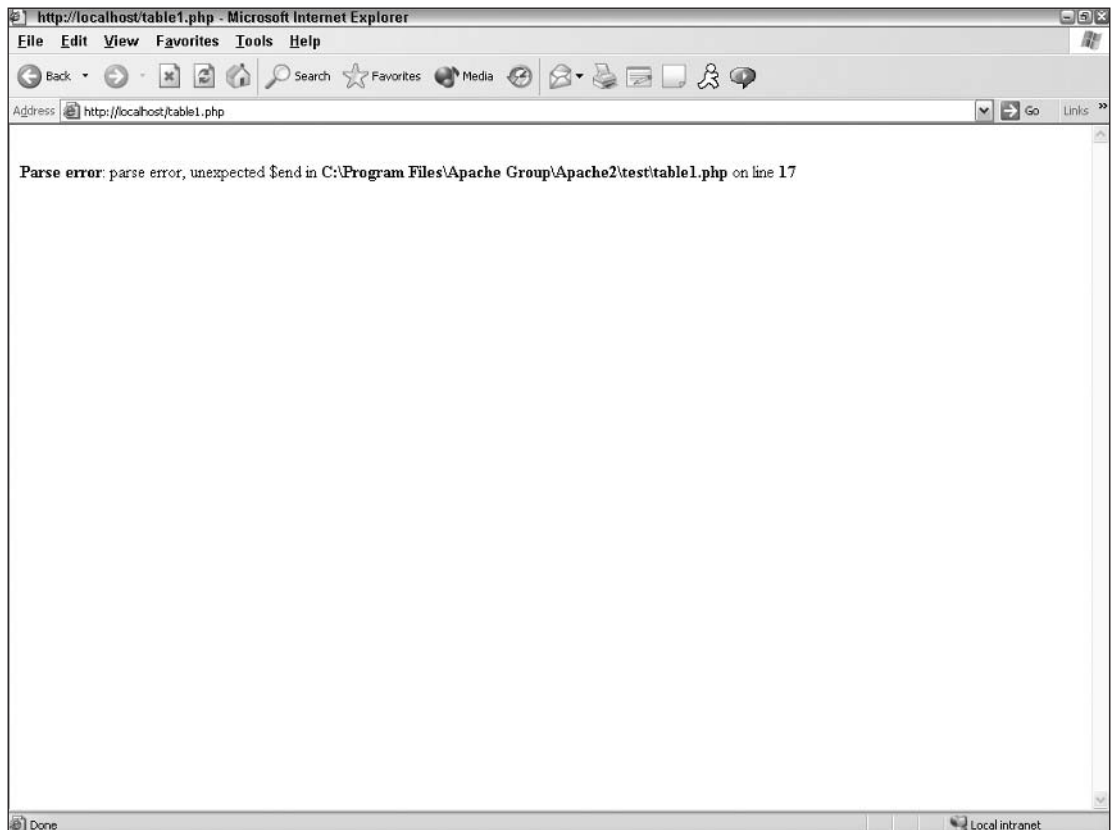 http://localhost/table1.php - Microsoft Internet Explorer
File Edit View Favorites Tools Help
Back Search Favorites Media
Address http://localhost/table1.php Go Links »
Parse error: parse error, unexpected $end in C:\Program Files\Apache Group\Apache2\test\table1.php on line 17
Done Local intranet